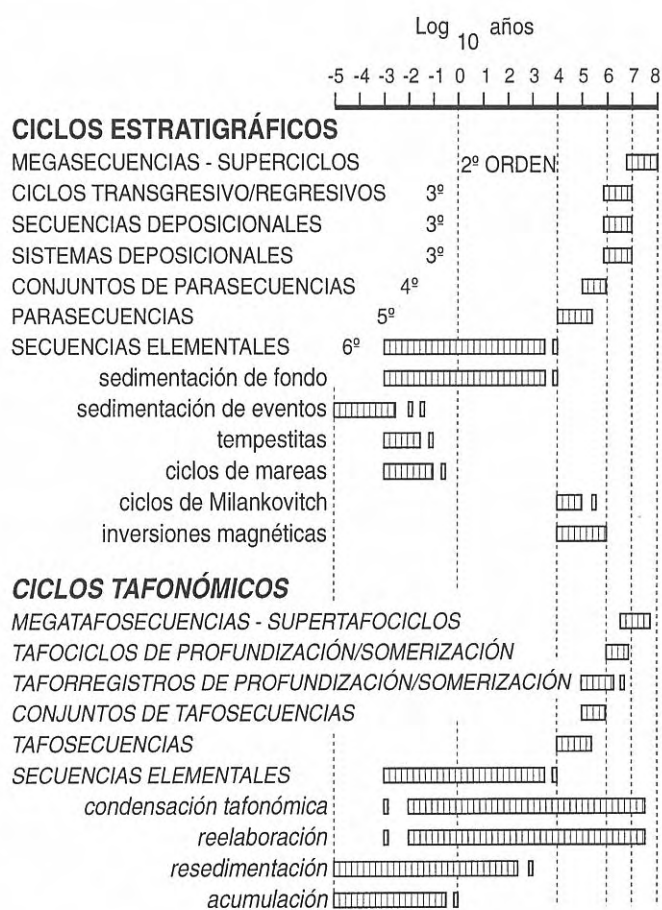 Log 10 años
-5 -4 -3 -2 -1 0 1 2 3 4 5 6 7 8
CICLOS ESTRATIGRÁFICOS
MEGASECUENCIAS - SUPERCICLOS 2º ORDEN
CICLOS TRANSGRESIVO/REGRESIVOS 3º
SECUENCIAS DEPOSICIONALES 3º
SISTEMAS DEPOSICIONALES 3º
CONJUNTOS DE PARASECUENCIAS 4º
PARASECUENCIAS 5º
SECUENCIAS ELEMENTALES 6º
sedimentación de fondo
sedimentación de eventos
tempestitas
ciclos de mareas
ciclos de Milankovitch
inversiones magnéticas
CICLOS TAFONÓMICOS
MEGATAFOSECUENCIAS - SUPERTAFOCICLOS
TAFOCICLOS DE PROFUNDIZACIÓN/SOMERIZACIÓN
TAFORREGISTROS DE PROFUNDIZACIÓN/SOMERIZACIÓN
CONJUNTOS DE TAFOSECUENCIAS
TAFOSECUENCIAS
SECUENCIAS ELEMENTALES
condensación tafonómica
reelaboración
resedimentación
acumulación